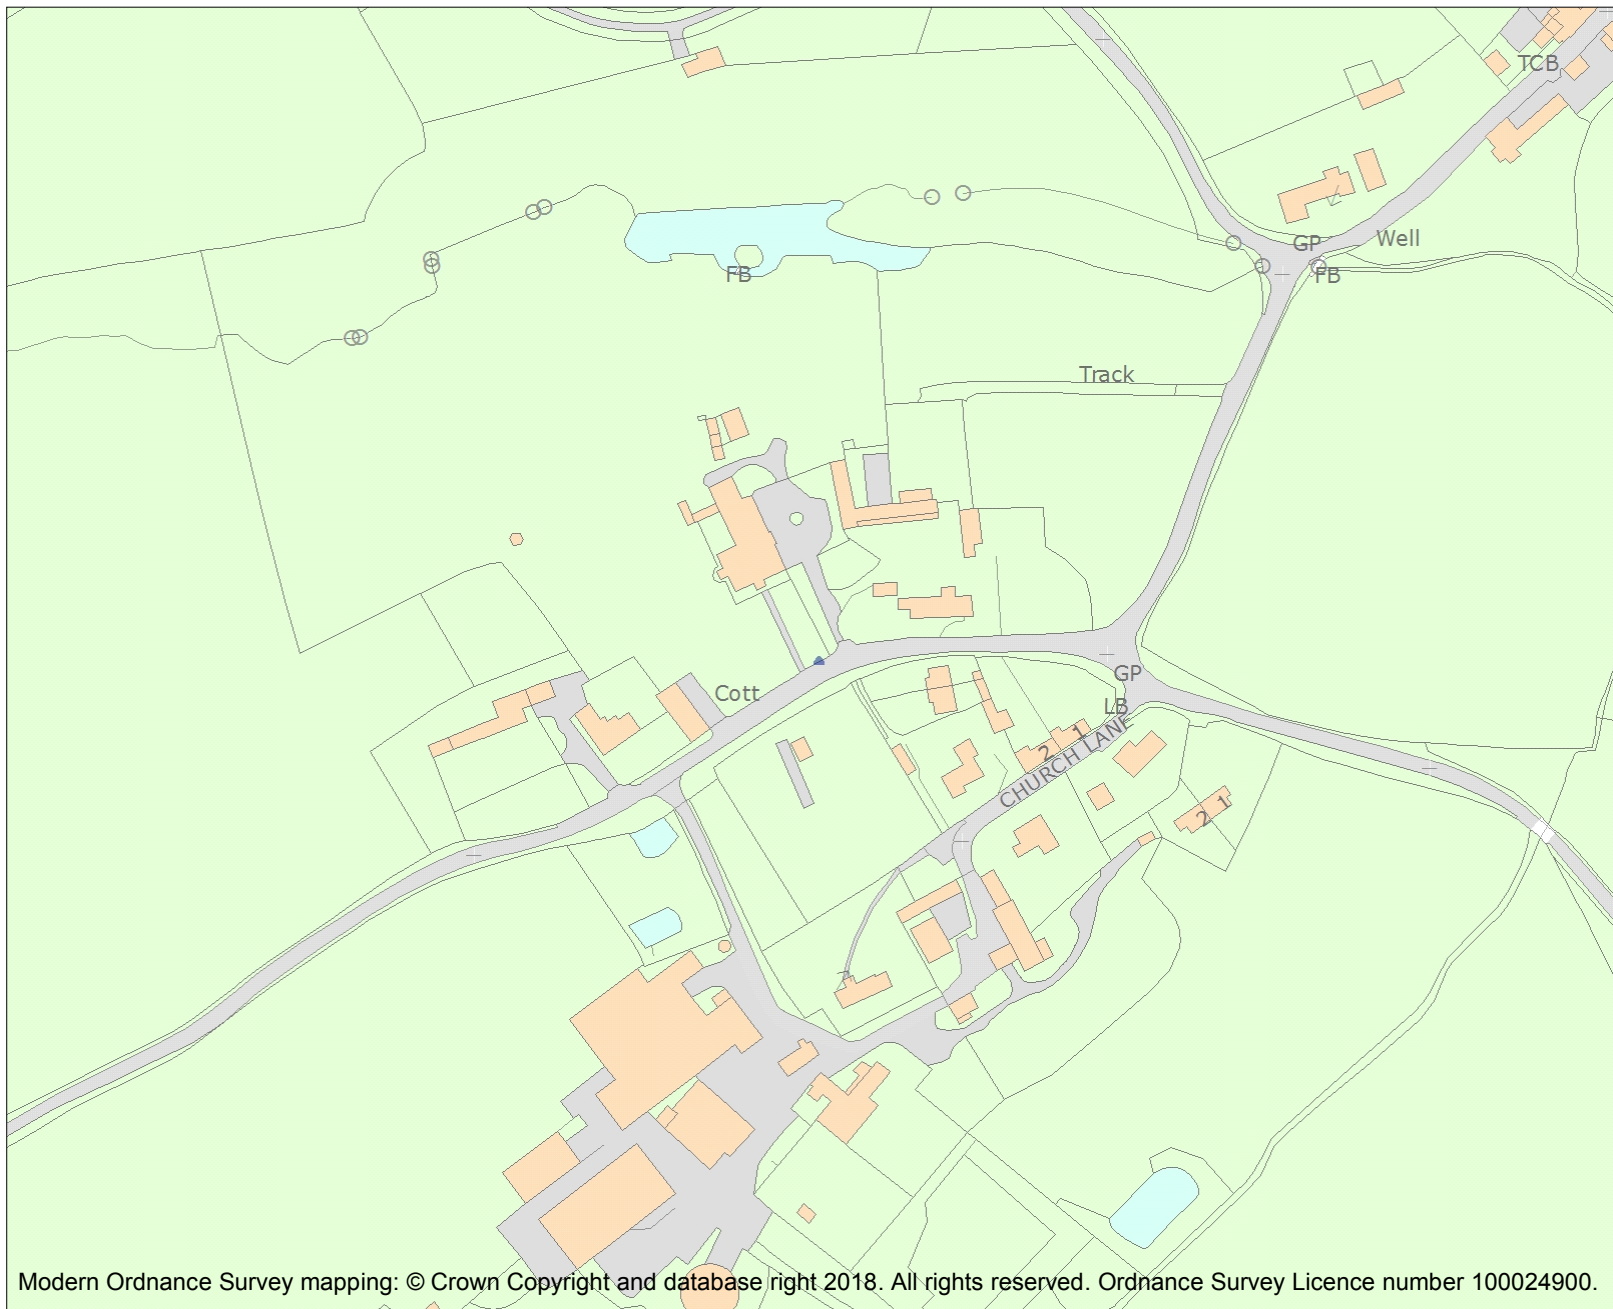 TCB
GP
Well
FB
FB
Track
Cott
GP
LB
CHURCH LANE
2
1
2
1
Modern Ordnance Survey mapping: © Crown Copyright and database right 2018. All rights reserved. Ordnance Survey Licence number 100024900.